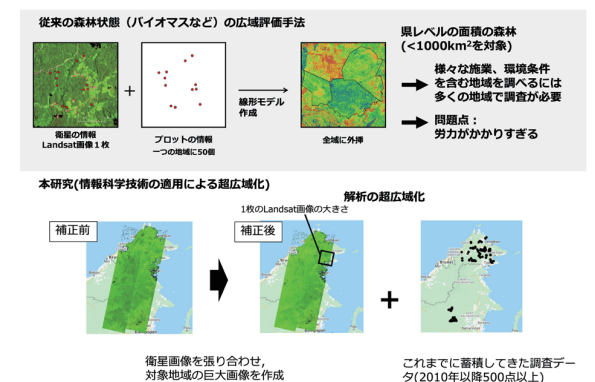 従来の森林状態（バイオマスなど）の広域評価手法
県レベルの面積の森林
(<1000km²を対象)
様々な施業、環境条件
を含む地域を調べるには
多くの地域で調査が必要
問題点：
労力がかかりすぎる
+
線形モデル
作成
衛星の情報
Landsat画像１枚
プロットの情報
一つの地域に50個
全域に外挿
本研究(情報科学技術の適用による超広域化)
解析の超広域化
1枚のLandsat画像の大きさ
補正前
補正後
+
衛星画像を張り合わせ,
対象地域の巨大画像を作成
これまでに蓄積してきた調査デー
タ(2010年以降500点以上)